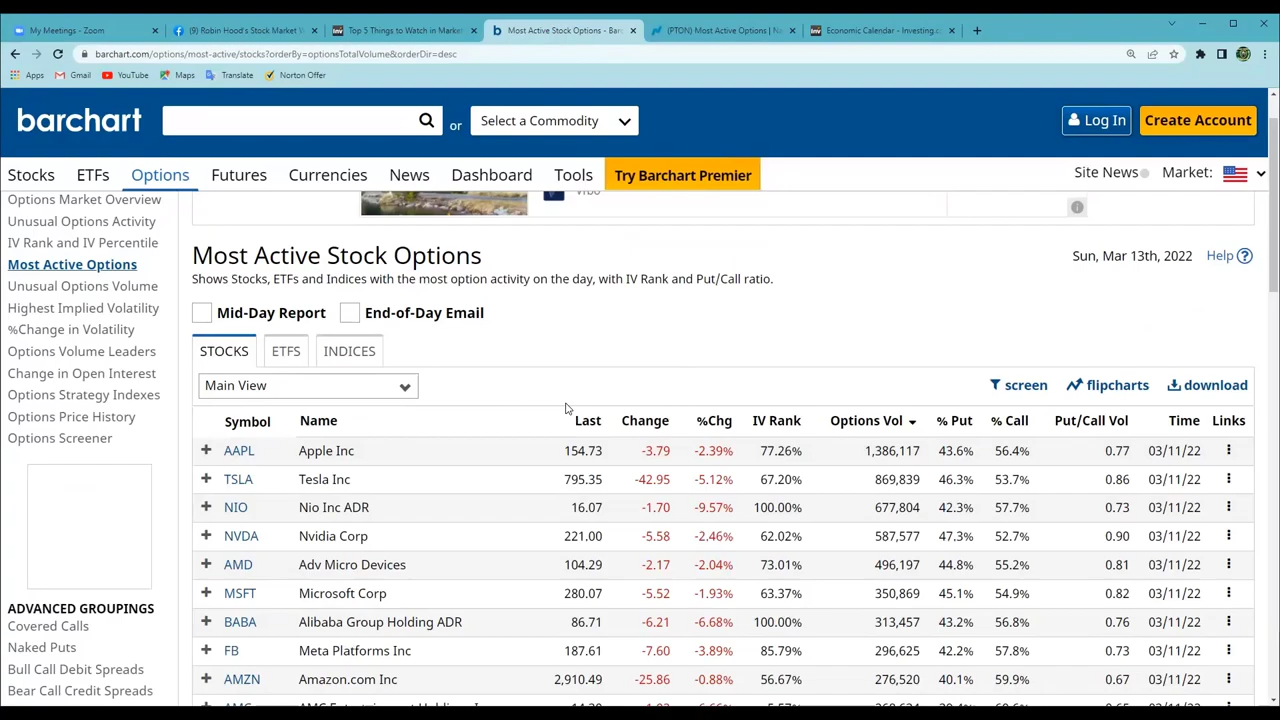 My Meetings - Zoom
(9) Robin Hood's Stock Market
Top 5 Things to Watch in Market
Most Active Stock Options - Barc
(PTON) Most Active Options | Na
Economic Calendar - Investing.co
barchart.com/options/most-active/stocks?orderBy=optionsTotalVolume&orderDir=desc
Apps Gmail YouTube Maps Translate Norton Offer
barchart or Select a Commodity Log In Create Account
Stocks ETFs Options Futures Currencies News Dashboard Tools Try Barchart Premier Site News Market:
Options Market Overview
Unusual Options Activity
IV Rank and IV Percentile
Most Active Options
Unusual Options Volume
Highest Implied Volatility
%Change in Volatility
Options Volume Leaders
Change in Open Interest
Options Strategy Indexes
Options Price History
Options Screener
ADVANCED GROUPINGS
Covered Calls
Naked Puts
Bull Call Debit Spreads
Bear Call Credit Spreads
Most Active Stock Options
Sun, Mar 13th, 2022 Help
Shows Stocks, ETFs and Indices with the most option activity on the day, with IV Rank and Put/Call ratio.
Mid-Day Report End-of-Day Email
STOCKS ETFS INDICES
Main View screen flipcharts download
Symbol Name Last Change %Chg IV Rank Options Vol % Put % Call Put/Call Vol Time Links
AAPL Apple Inc 154.73 -3.79 -2.39% 77.26% 1,386,117 43.6% 56.4% 0.77 03/11/22
TSLA Tesla Inc 795.35 -42.95 -5.12% 67.20% 869,839 46.3% 53.7% 0.86 03/11/22
NIO Nio Inc ADR 16.07 -1.70 -9.57% 100.00% 677,804 42.3% 57.7% 0.73 03/11/22
NVDA Nvidia Corp 221.00 -5.58 -2.46% 62.02% 587,577 47.3% 52.7% 0.90 03/11/22
AMD Adv Micro Devices 104.29 -2.17 -2.04% 73.01% 496,197 44.8% 55.2% 0.81 03/11/22
MSFT Microsoft Corp 280.07 -5.52 -1.93% 63.37% 350,869 45.1% 54.9% 0.82 03/11/22
BABA Alibaba Group Holding ADR 86.71 -6.21 -6.68% 100.00% 313,457 43.2% 56.8% 0.76 03/11/22
FB Meta Platforms Inc 187.61 -7.60 -3.89% 85.79% 296,625 42.2% 57.8% 0.73 03/11/22
AMZN Amazon.com Inc 2,910.49 -25.86 -0.88% 56.67% 276,520 40.1% 59.9% 0.67 03/11/22